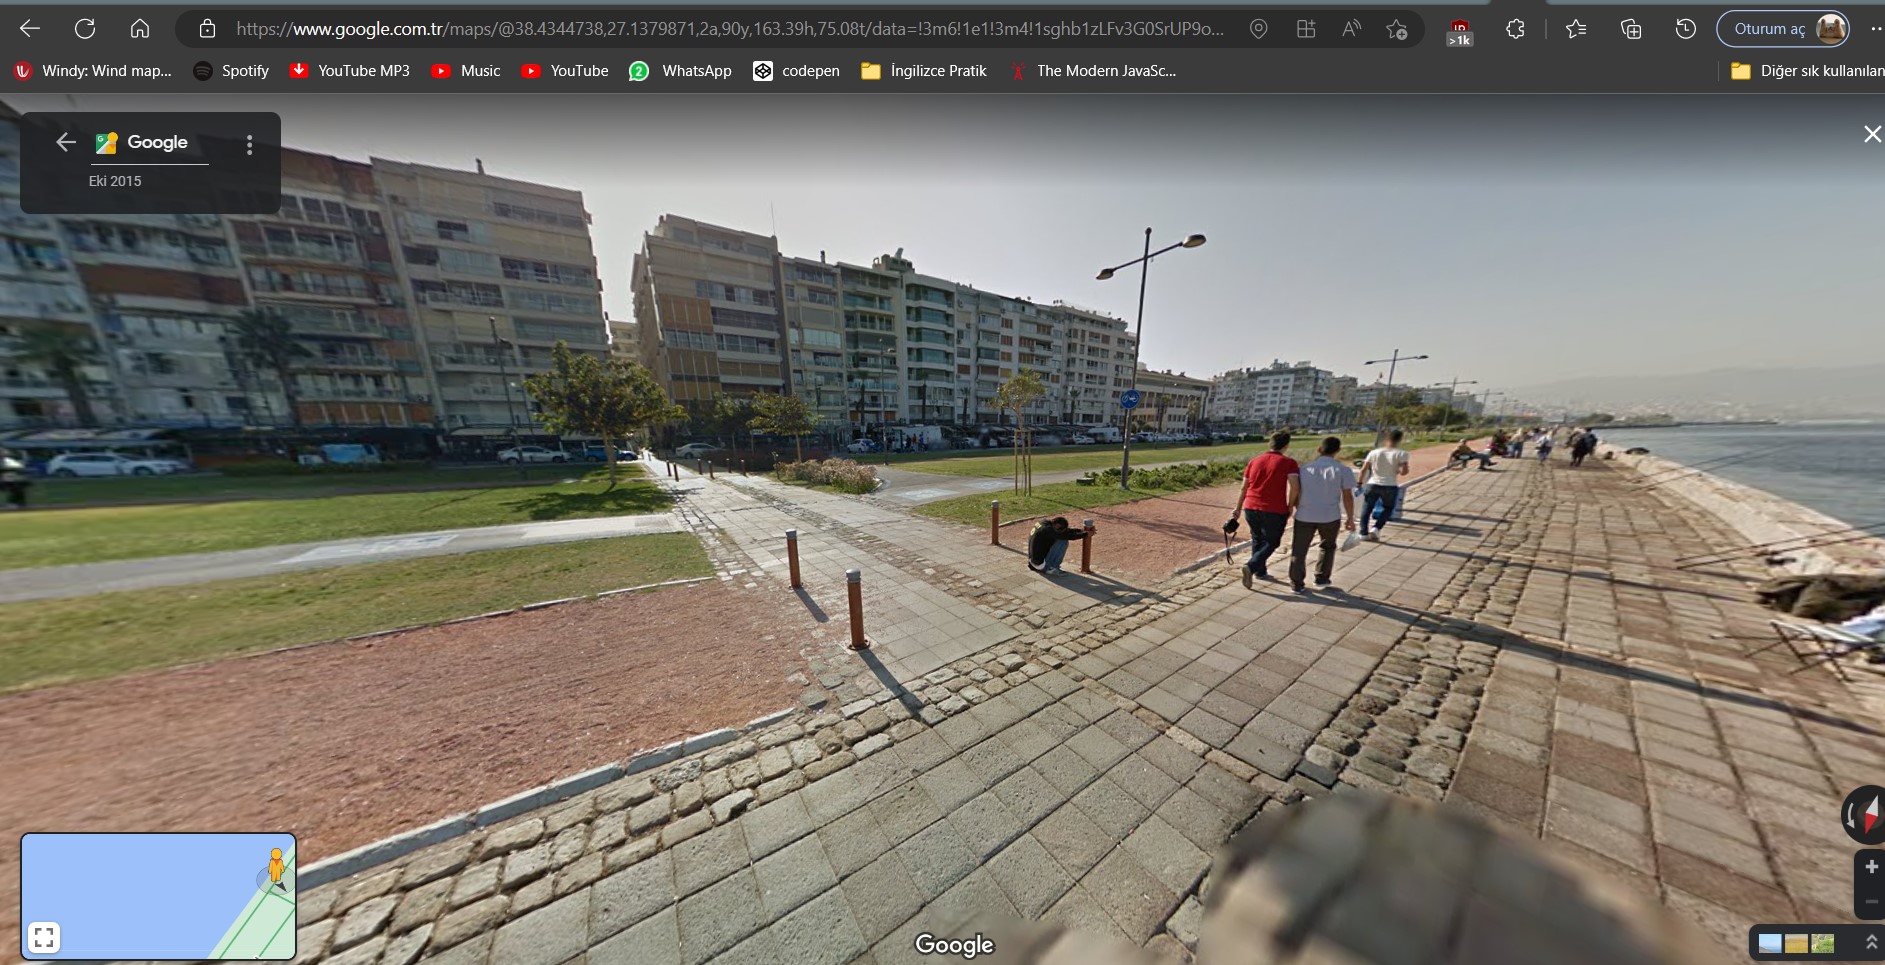 https://www.google.com.tr/maps/@38.4344738,27.1379871,2a,90y,163.39h,75.08t/data=!3m6!1e1!3m4!1sghb1zLFv3G0SrUP9o...
>1k
Oturum aç
Windy: Wind map...
Spotify
YouTube MP3
Music
YouTube
2
WhatsApp
codepen
İngilizce Pratik
The Modern JavaSc...
Diğer sık kullanılan
Google
Eki 2015
Google